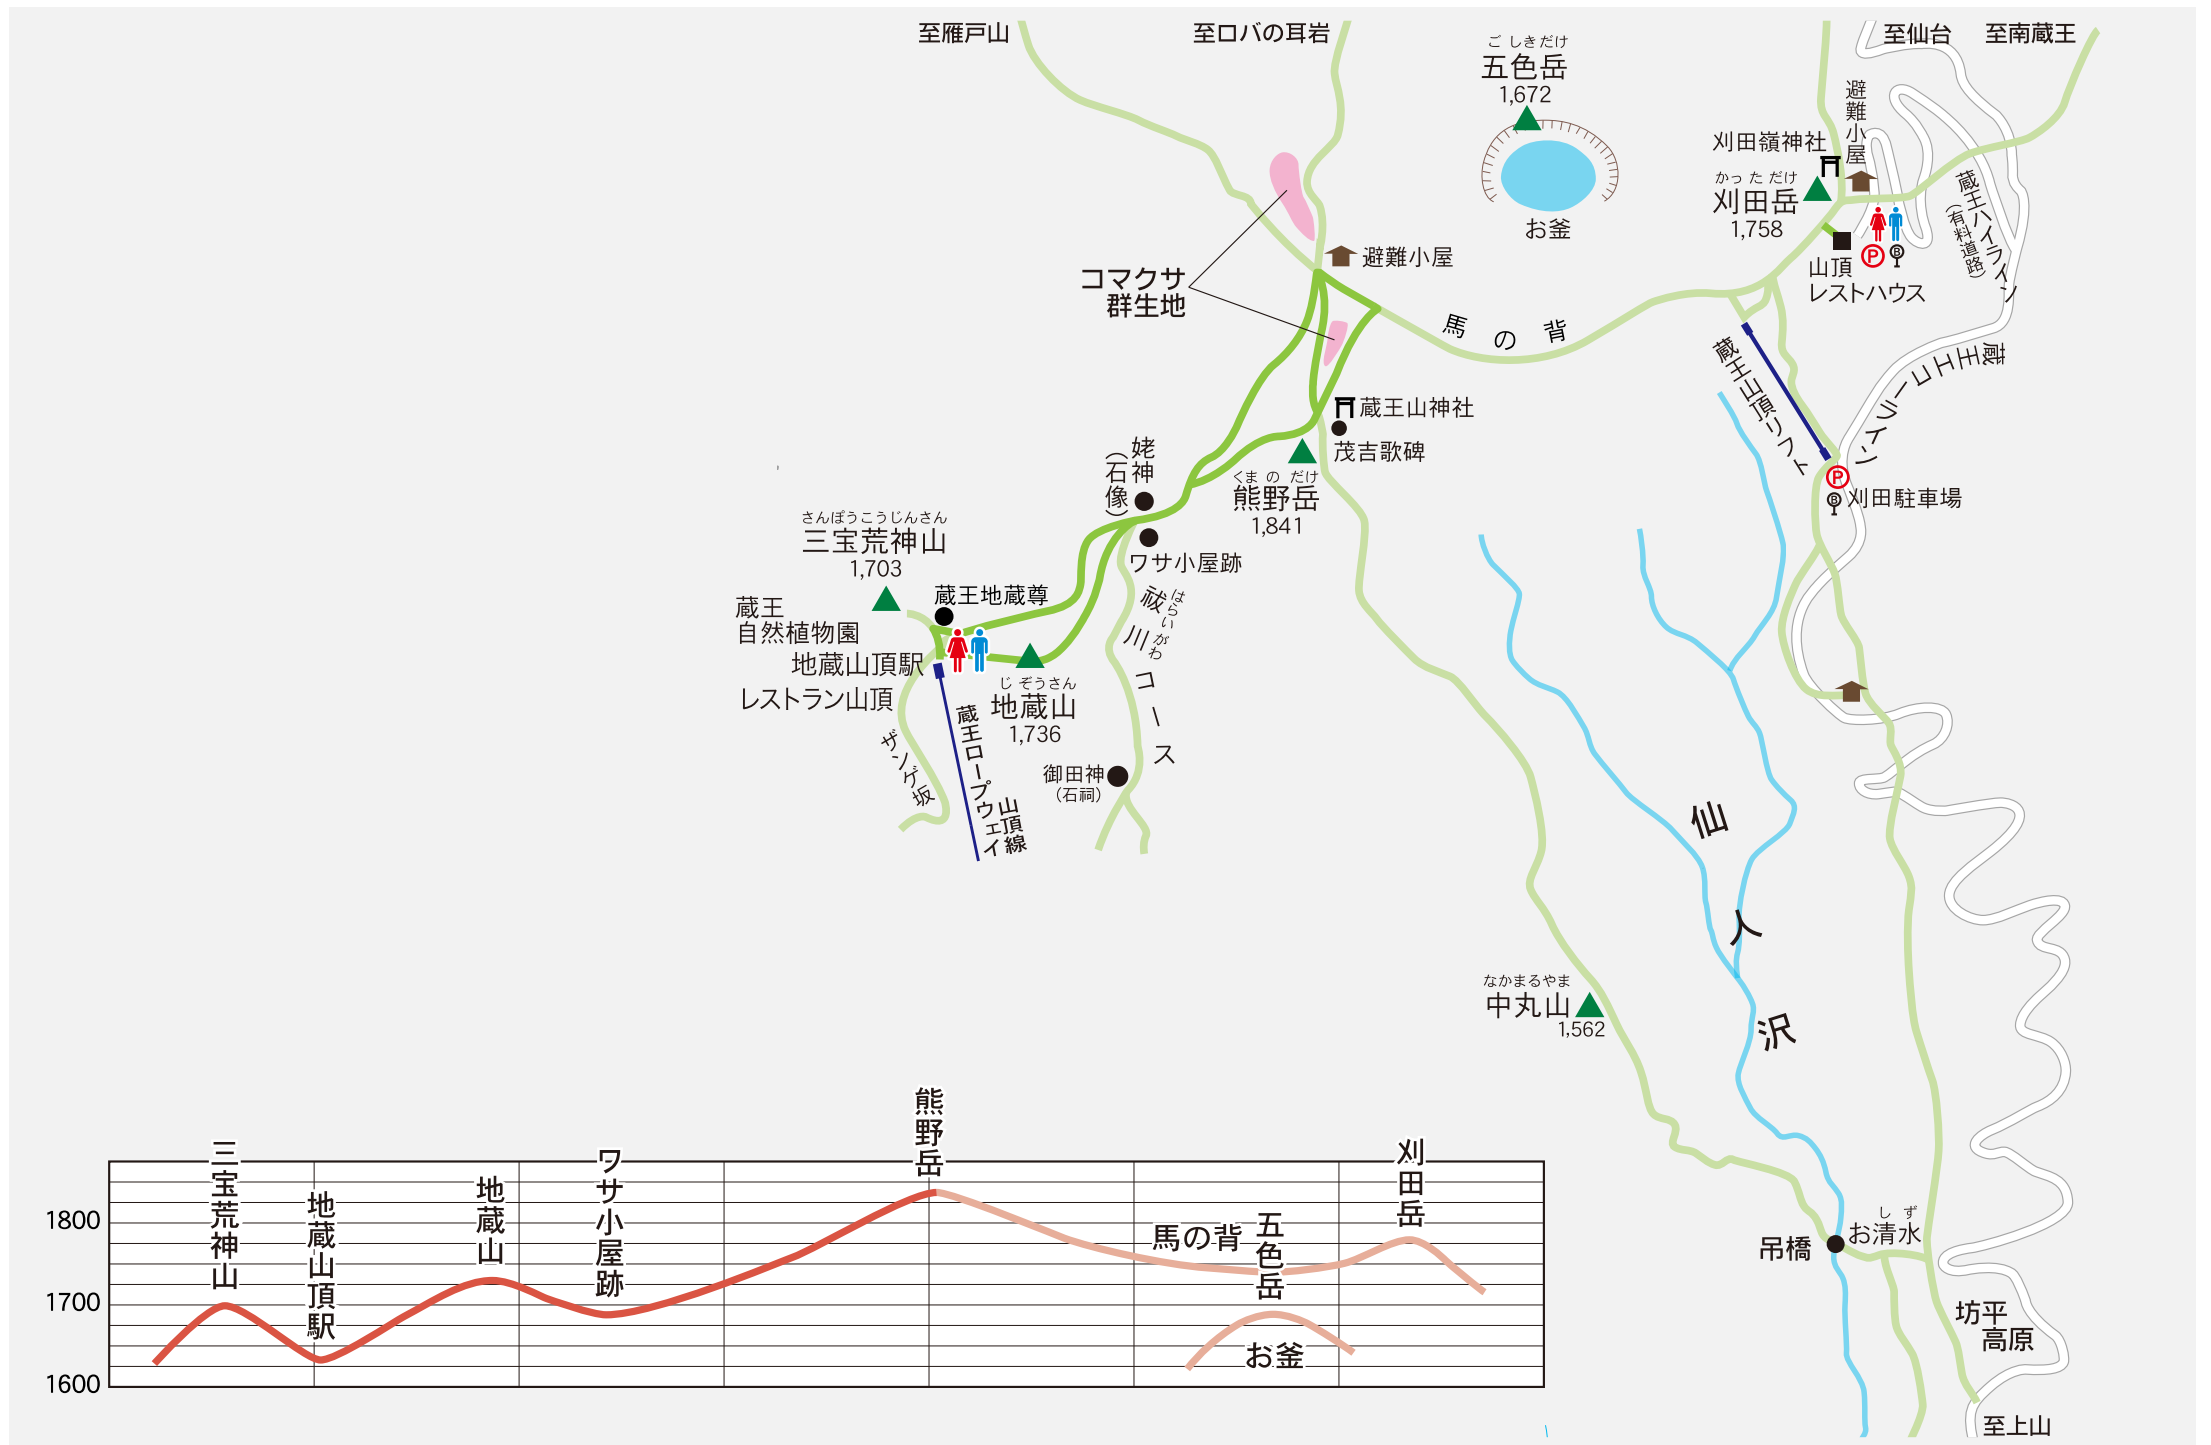 至雁戸山
至ロバの耳岩
至仙台
至南蔵王
ごしきだけ
五色岳
1,672
お釜
避難小屋
刈田嶺神社
かっただけ
刈田岳
1,758
P
B
山頂
レストハウス
蔵王ハイライン
（有料道路）
コマクサ
群生地
避難小屋
馬の背
蔵王山頂リフト
蔵王エコーライン
蔵王山神社
茂吉歌碑
くまのだけ
熊野岳
1,841
P
B
刈田駐車場
姥神
（石像）
ワサ小屋跡
さんぽうこうじんさん
三宝荒神山
1,703
蔵王地蔵尊
蔵王
自然植物園
地蔵山頂駅
レストラン山頂
じぞうさん
地蔵山
1,736
はらいがわ
祓川コース
ザンゲ坂
蔵王ロープウェイ
山頂線
御田神
（石祠）
仙人沢
なかまるやま
中丸山
1,562
しず
お清水
吊橋
坊平
高原
至上山
三宝荒神山
地蔵山頂駅
地蔵山
ワサ小屋跡
熊野岳
馬の背
五色岳
お釜
刈田岳
1800
1700
1600